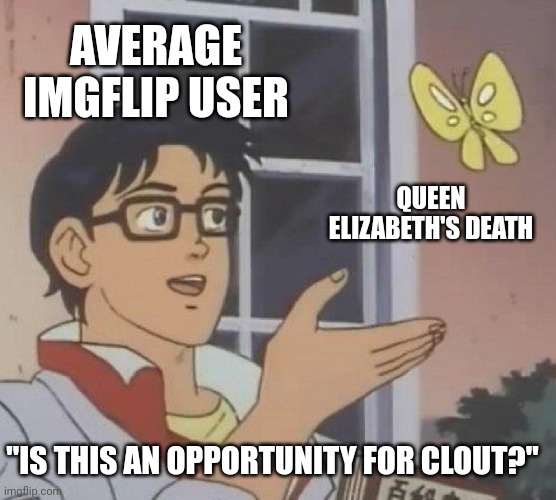 AVERAGE
IMGFLIP USER
QUEEN
ELIZABETH'S DEATH
"IS THIS AN OPPORTUNITY FOR CLOUT?"
imgflip.com